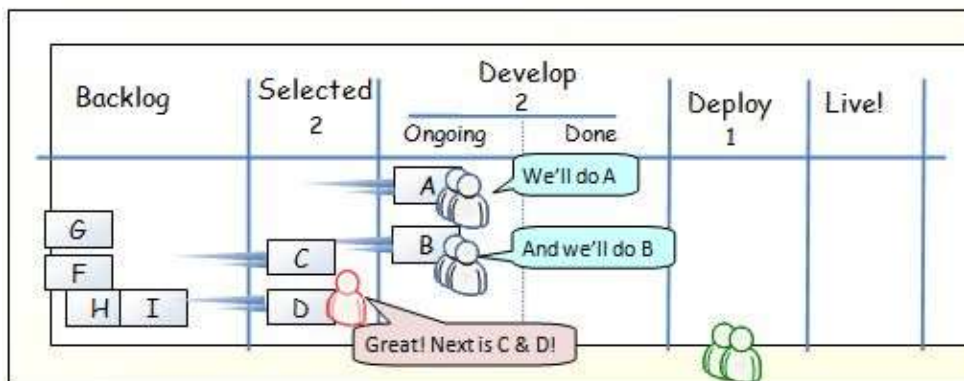 Backlog
Selected
2
Develop
2
Ongoing
Done
Deploy
1
Live!
A
We'll do A
G
B
And we'll do B
C
F
H
I
D
Great! Next is C & D!